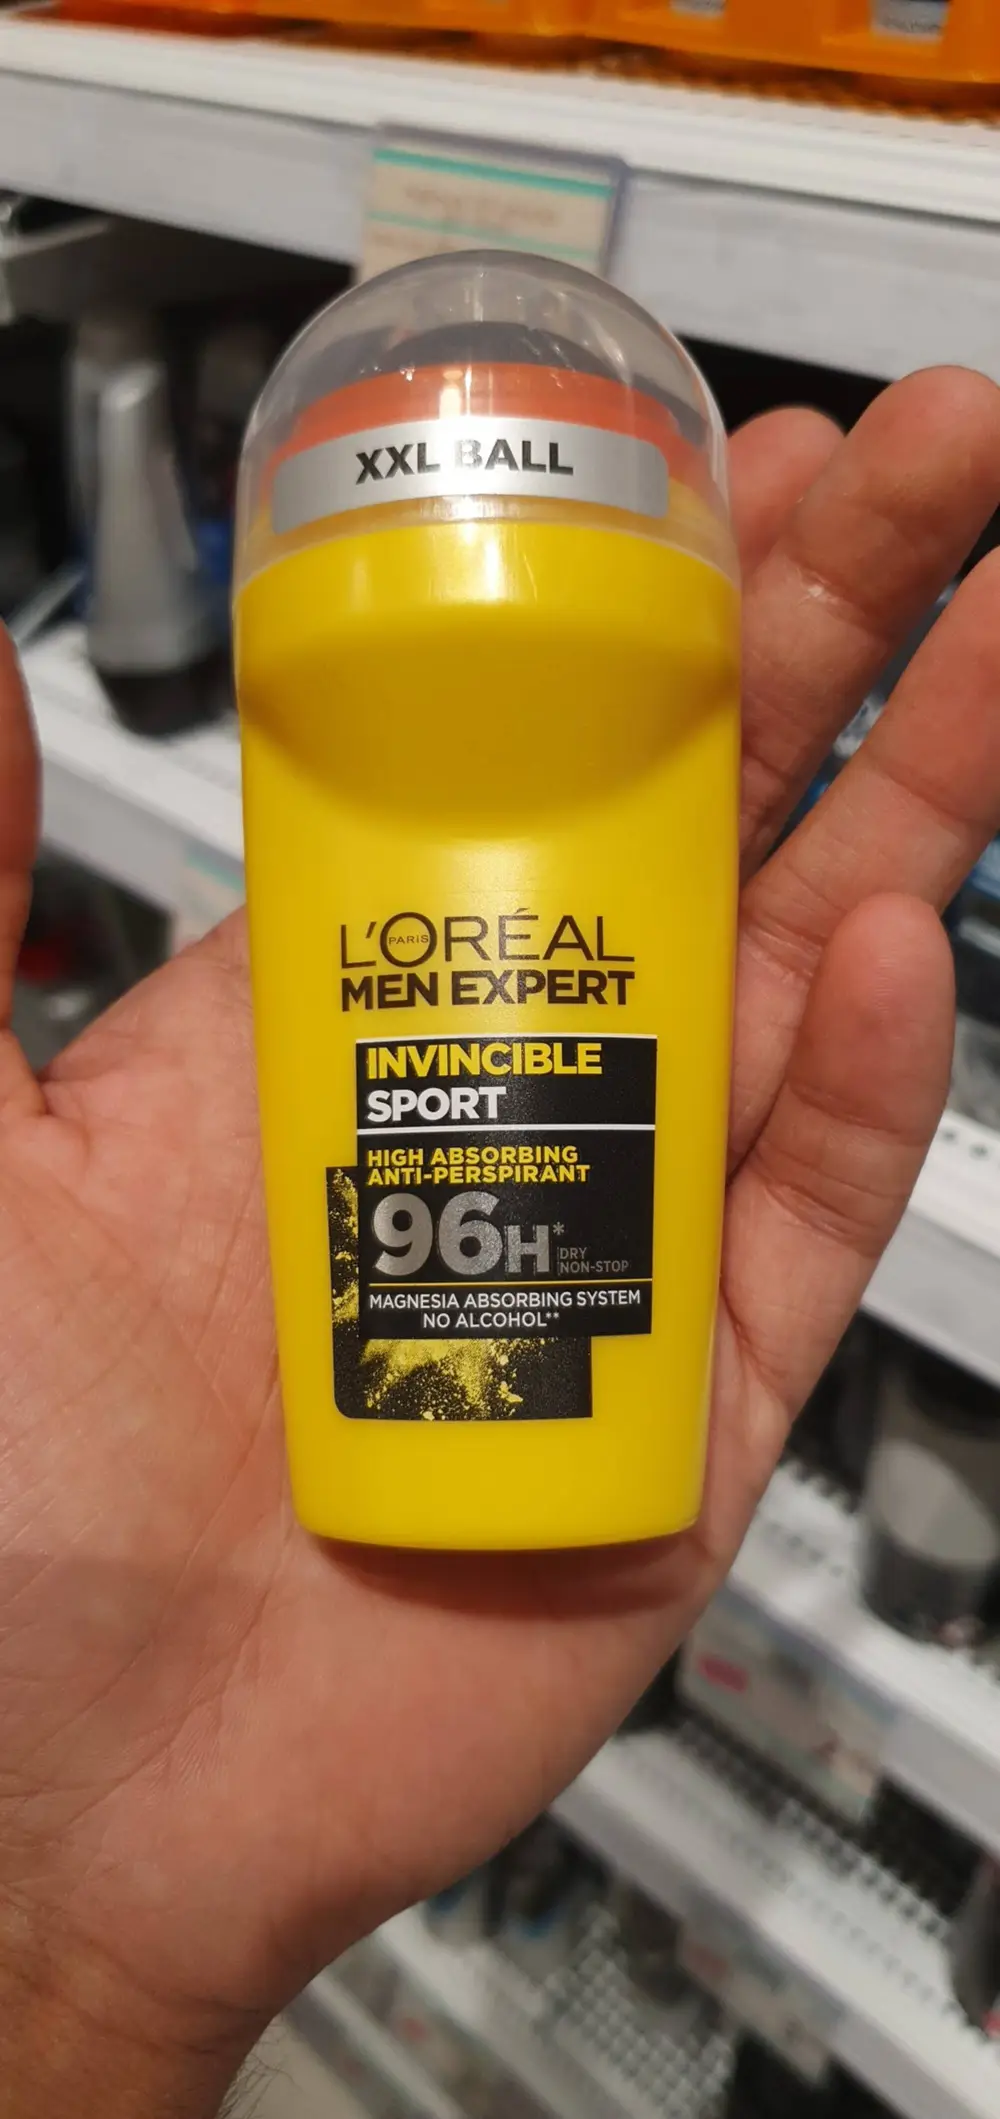 XXL BALL
L'ORÉAL
PARIS
MEN EXPERT
INVINCIBLE
SPORT
HIGH ABSORBING
ANTI-PERSPIRANT
96H*
DRY
NON-STOP
MAGNESIA ABSORBING SYSTEM
NO ALCOHOL**